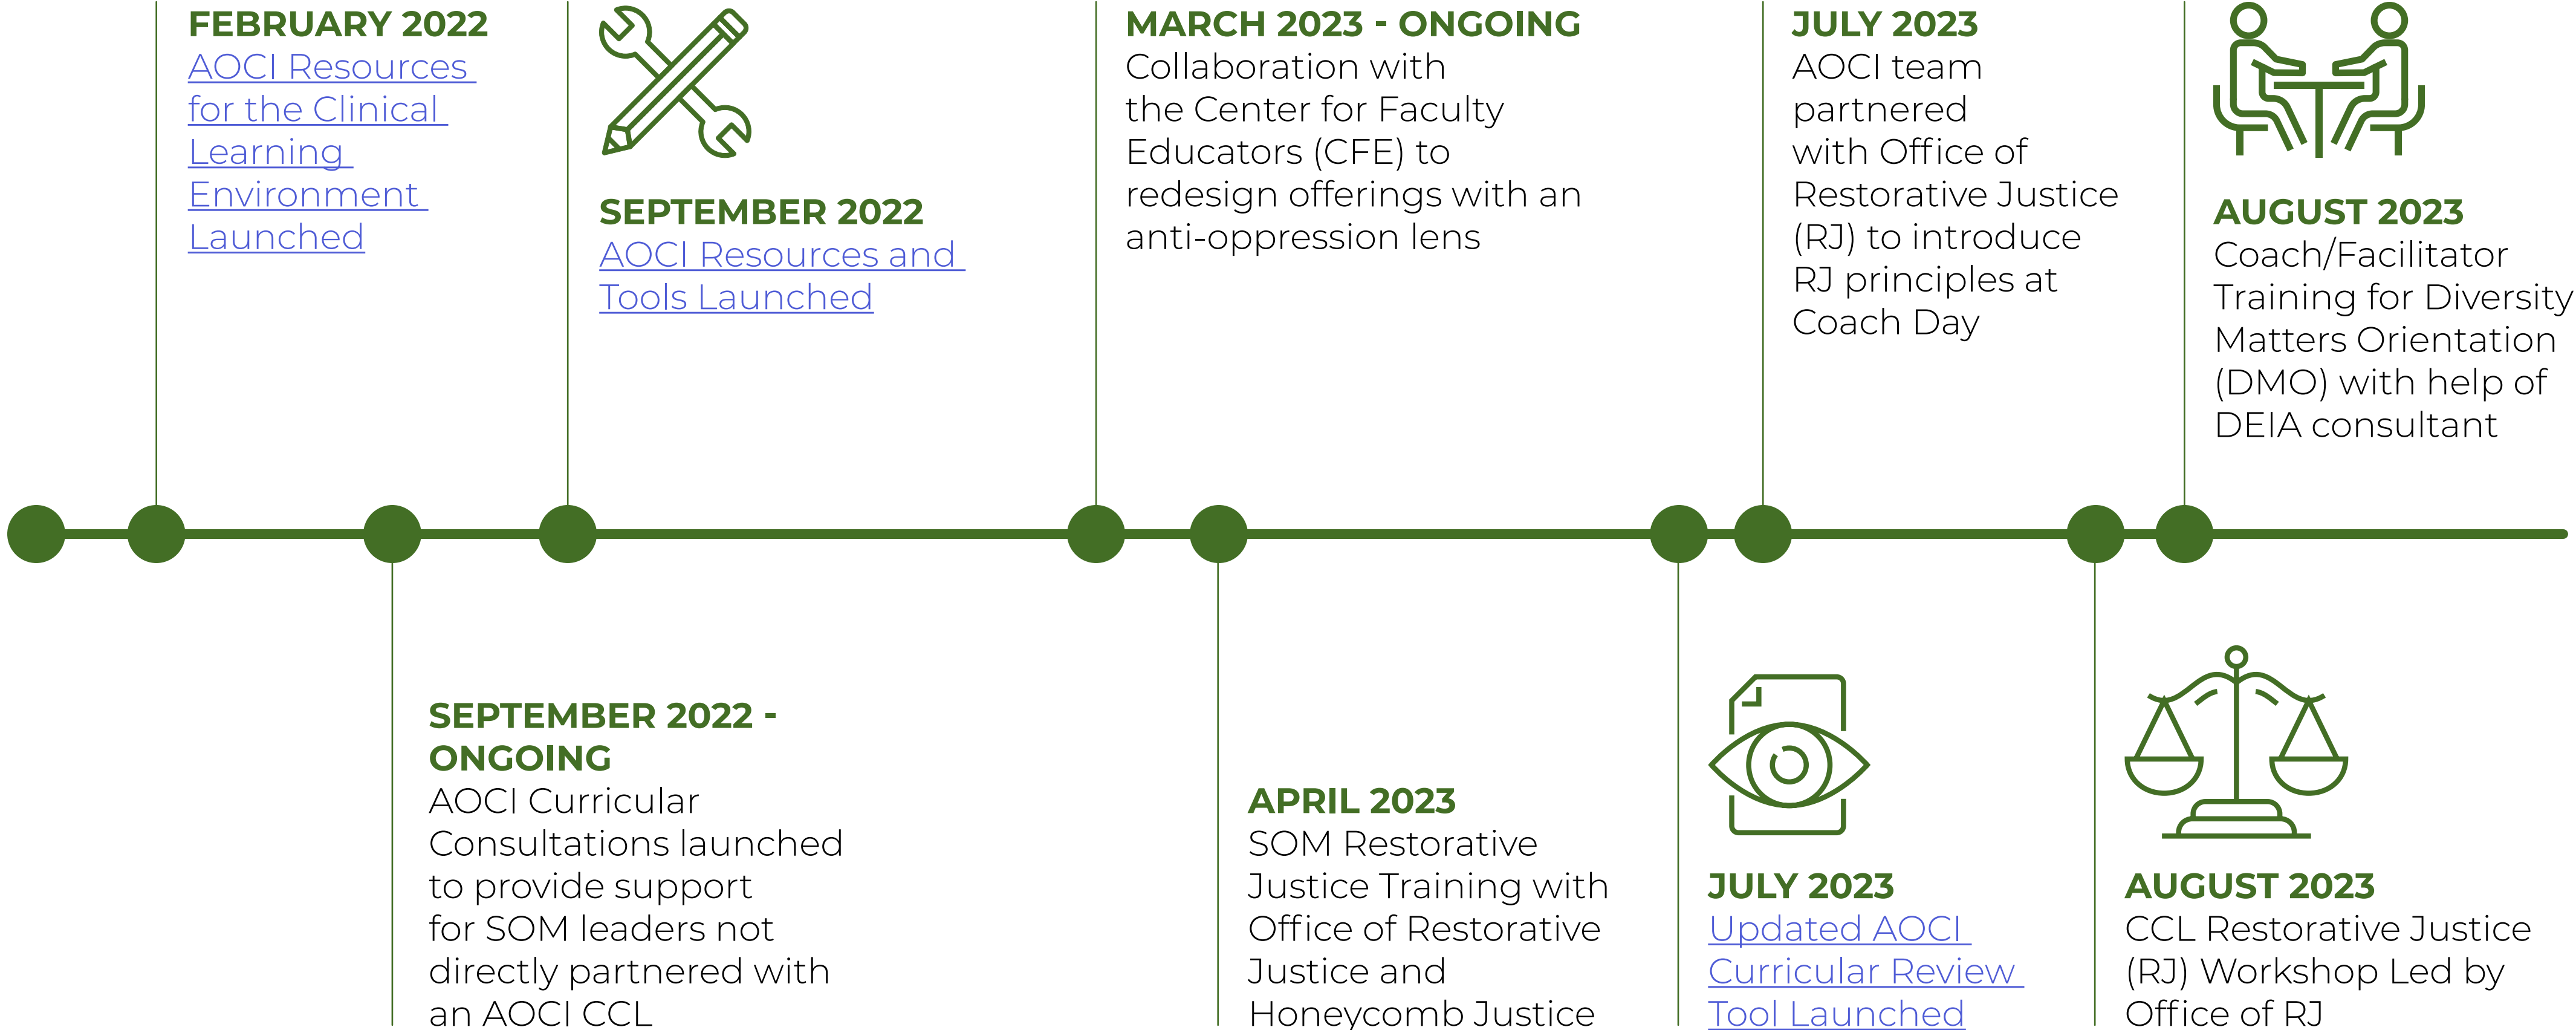 FEBRUARY 2022
AOCI Resources
for the Clinical
Learning
Environment
Launched
SEPTEMBER 2022
AOCI Resources and
Tools Launched
MARCH 2023 - ONGOING
Collaboration with
the Center for Faculty
Educators (CFE) to
redesign offerings with an
anti-oppression lens
JULY 2023
AOCI team
partnered
with Office of
Restorative Justice
(RJ) to introduce
RJ principles at
Coach Day
AUGUST 2023
Coach/Facilitator
Training for Diversity
Matters Orientation
(DMO) with help of
DEIA consultant
SEPTEMBER 2022 -
ONGOING
AOCI Curricular
Consultations launched
to provide support
for SOM leaders not
directly partnered with
an AOCI CCL
APRIL 2023
SOM Restorative
Justice Training with
Office of Restorative
Justice and
Honeycomb Justice
JULY 2023
Updated AOCI
Curricular Review
Tool Launched
AUGUST 2023
CCL Restorative Justice
(RJ) Workshop Led by
Office of RJ